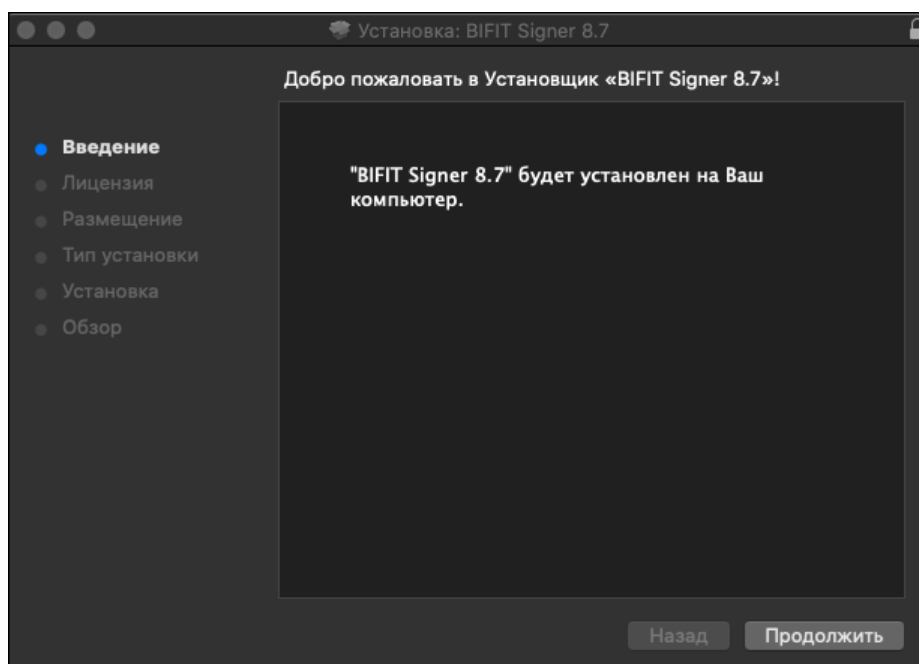 Установка: BIFIT Signer 8.7
Добро пожаловать в Установщик «BIFIT Signer 8.7»!
Введение
Лицензия
Размещение
Тип установки
Установка
Обзор
"BIFIT Signer 8.7" будет установлен на Ваш
компьютер.
Назад
Продолжить